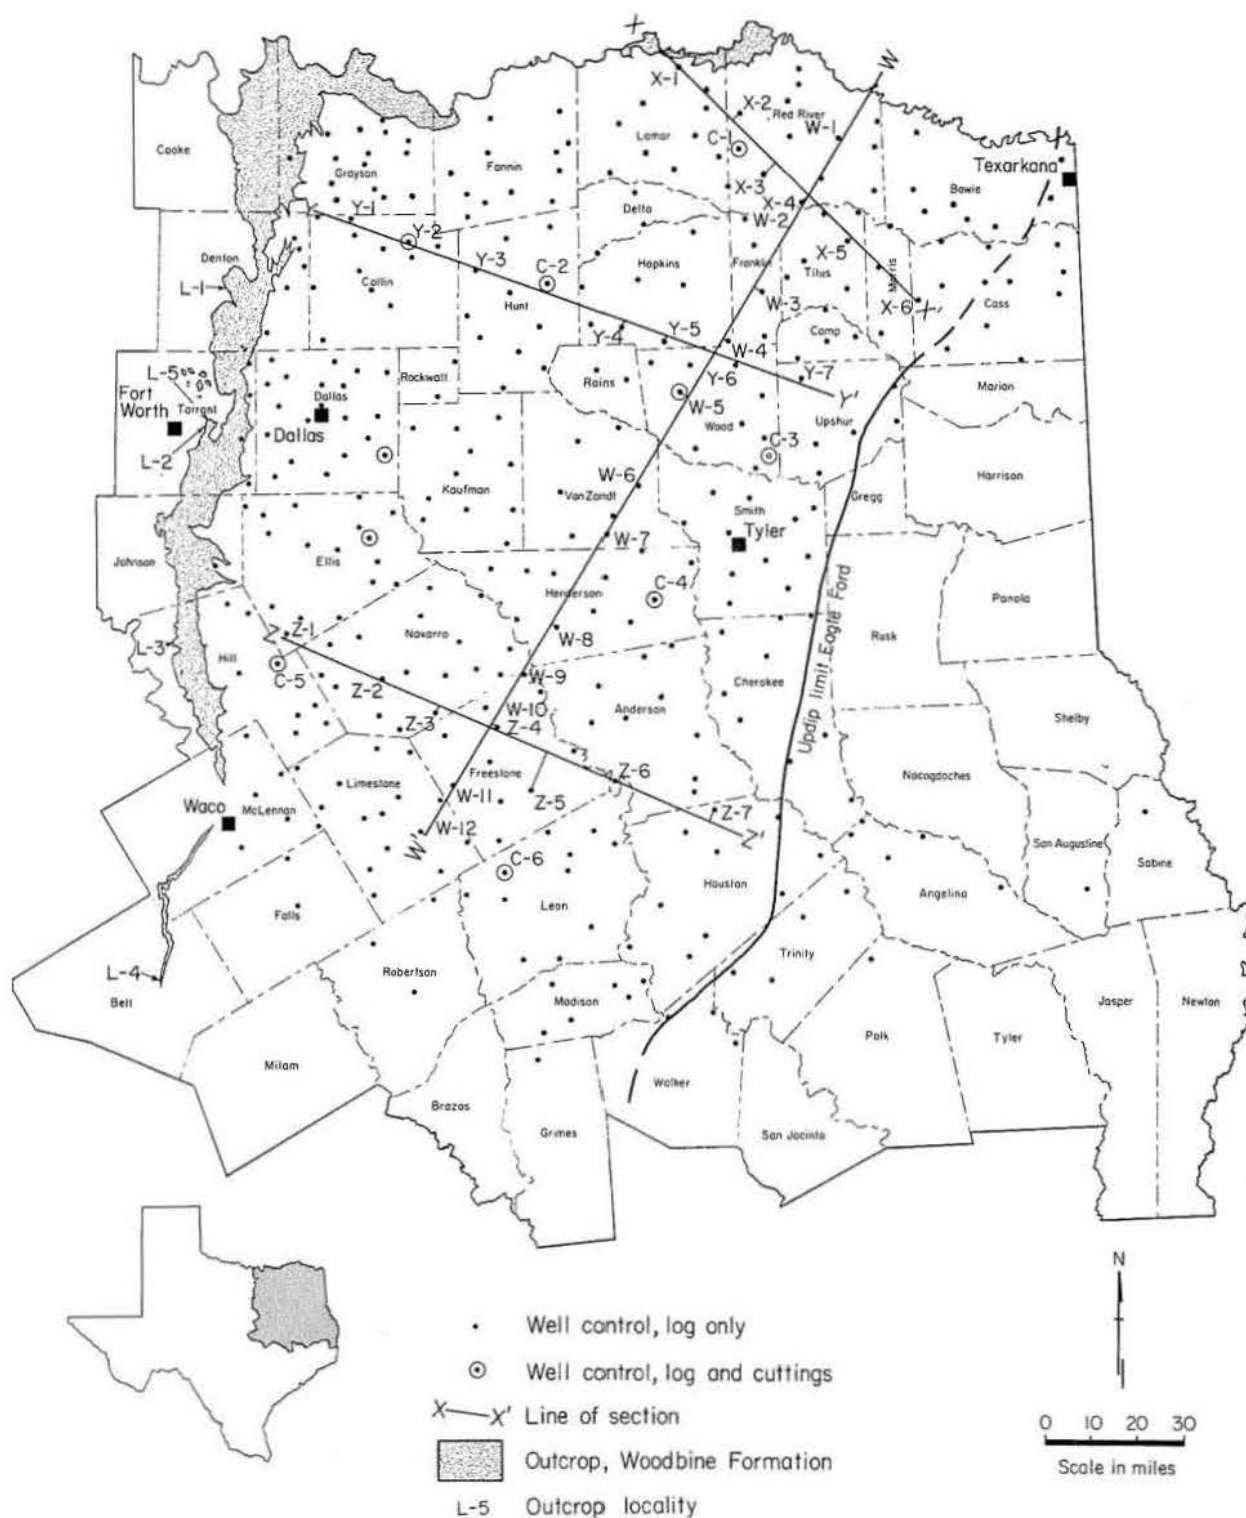 X
W
X-1
X-2
Red River
W-1
Lamar
C-1
Cooke
Fannin
Texarkana
Grayson
X-3
Bowie
X-4
Y-1
Delta
W-2
Y-2
Denton
Y-3
C-2
Hopkins
Franklin
X-5
Titus
Morris
L-1
Collin
Hunt
W-3
X-6
X'
Cass
Camp
Y-4
Y-5
W-4
L-5
Rockwall
Rains
Y-6
Y-7
Marion
Fort
Worth
Tarrant
Dallas
W-5
Y'
Dallas
Wood
Upshur
L-2
C-3
Harrison
W-6
Kaufman
Van Zandt
Gregg
Smith
Tyler
W-7
Johnson
Ellis
Henderson
C-4
Panola
Updip limit Eagle Ford
Z
Z-1
Navarro
W-8
Rusk
L-3
Hill
C-5
Z-2
W-9
Cherokee
W-10
Anderson
Shelby
Z-3
Z-4
Limestone
Freestone
Z-6
Nacogdoches
W-11
Z-5
Waco
McLennan
W-12
W'
Z-7
Z'
San Augustine
Sabine
C-6
Houston
Falls
Leon
Angelina
L-4
Bell
Robertson
Trinity
Madison
Jasper
Newton
Milam
Polk
Tyler
Walker
Brazos
Grimes
San Jacinto
N
• Well control, log only
Well control, log and cuttings
X X' Line of section
0 10 20 30
Outcrop, Woodbine Formation
Scale in miles
L-5 Outcrop locality